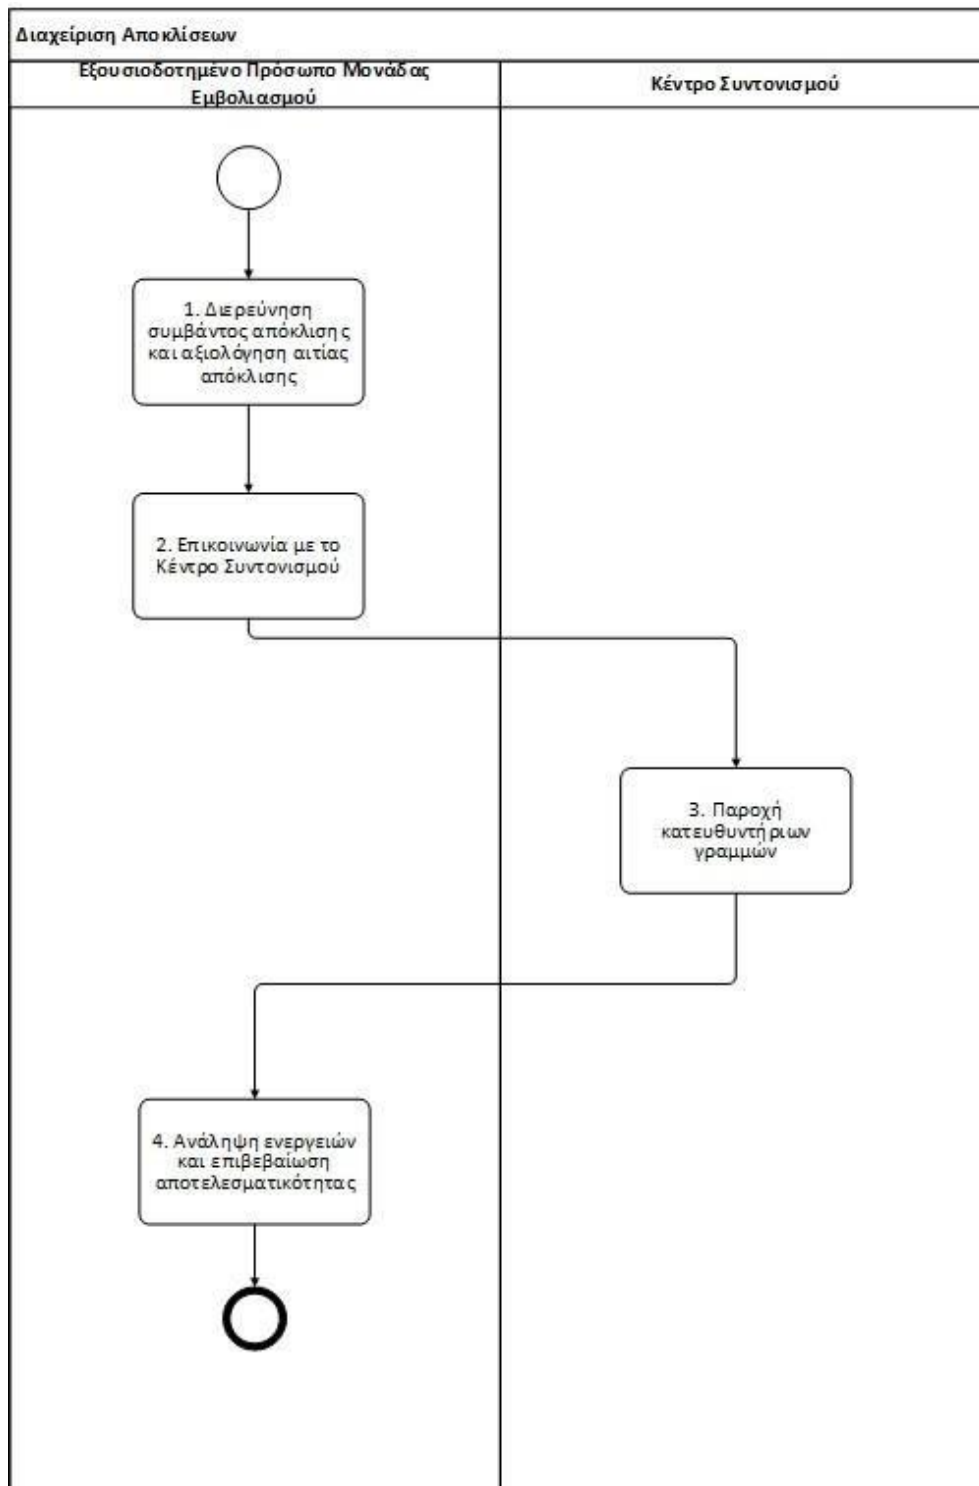 Διαχείριση Αποκλίσεων
Εξουσιοδοτημένο Πρόσωπο Μονάδας
Εμβολιασμού
Κέντρο Συντονισμού
1. Διερεύνηση
συμβάντος απόκλισης
και αξιολόγηση αιτίας
απόκλισης
2. Επικοινωνία με το
Κέντρο Συντονισμού
3. Παροχή
κατευθυντήριων
γραμμών
4. Ανάληψη ενεργειών
και επιβεβαίωση
αποτελεσματικότητας